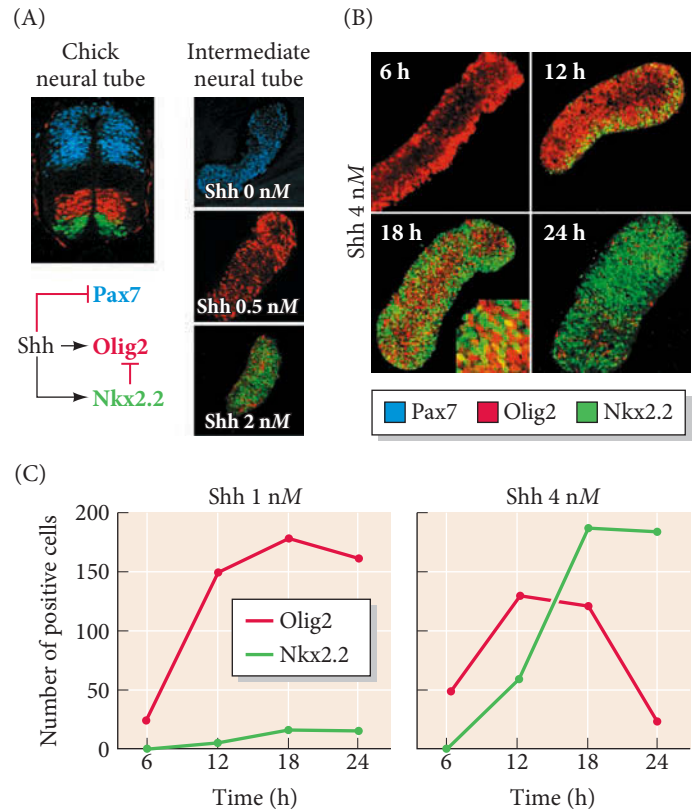 (A)
Chick
neural tube
Intermediate
neural tube
Shh 0 nM
Shh 0.5 nM
Shh 2 nM
Pax7
Shh
Olig2
Nkx2.2
(B)
Shh 4 nM
6 h
12 h
18 h
24 h
Pax7
Olig2
Nkx2.2
(C)
Shh 1 nM
Shh 4 nM
Number of positive cells
200
150
100
50
0
Olig2
Nkx2.2
6
12
18
24
6
12
18
24
Time (h)
Time (h)